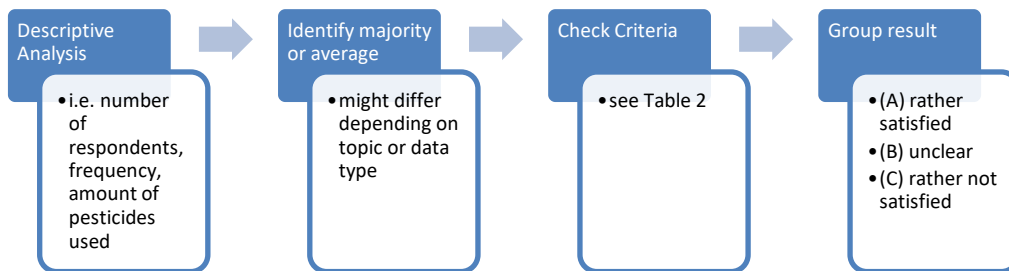 Descriptive
Analysis
•i.e. number
of
respondents,
frequency,
amount of
pesticides
used
Identify majority
or average
•might differ
depending on
topic or data
type
Check Criteria
•see Table 2
Group result
•(A) rather
satisfied
•(B) unclear
•(C) rather not
satisfied